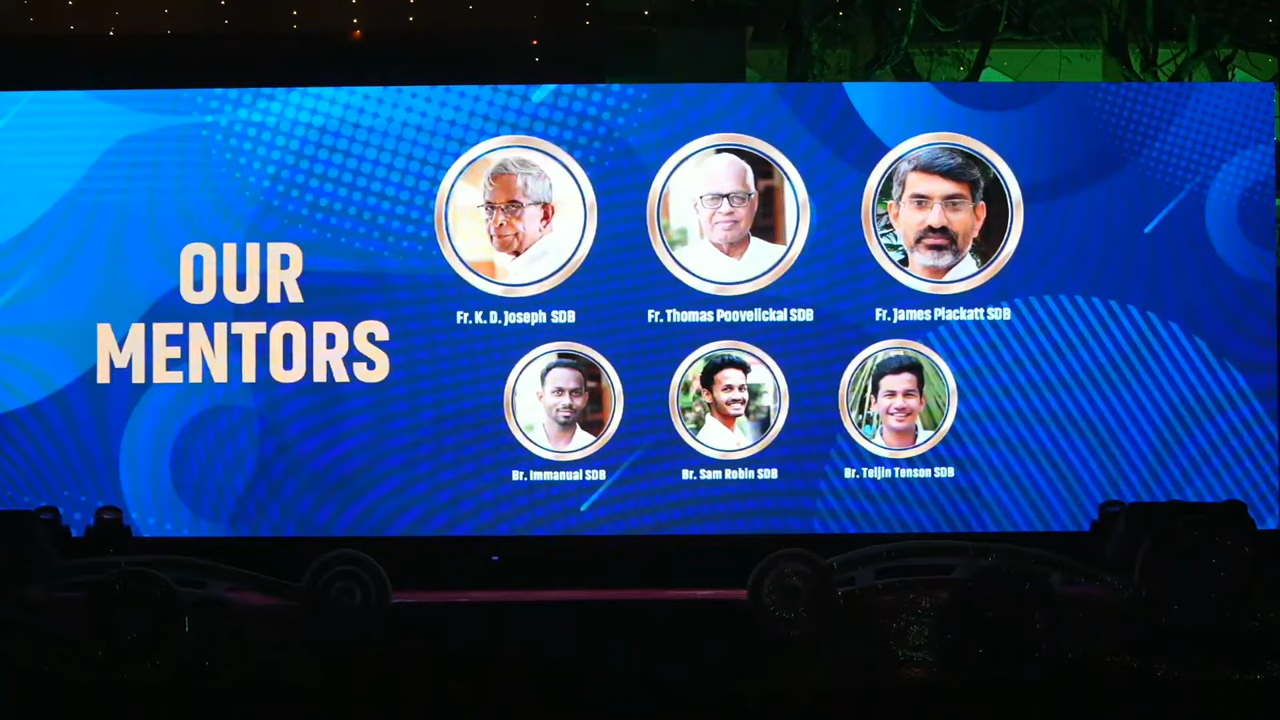 OUR
MENTORS
Fr. K. D. Joseph SDB
Fr. Thomas Poovelickal SDB
Fr. James Plackatt SDB
Br. Immanual SDB
Br. Sam Robin SDB
Br. Teljin Tenson SDB